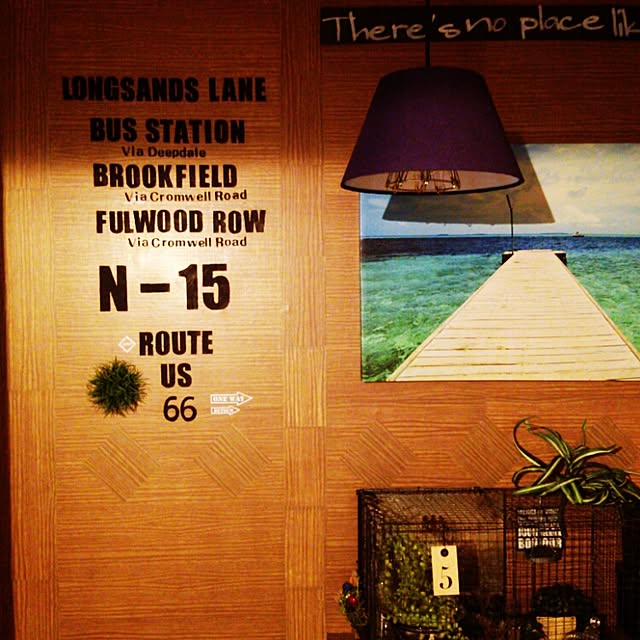 There's no place lik
LONGSANDS LANE
BUS STATION
Via Deepdale
BROOKFIELD
Via Cromwell Road
FULWOOD ROW
Via Cromwell Road
N-15
ROUTE
US
66
ONE WAY
5